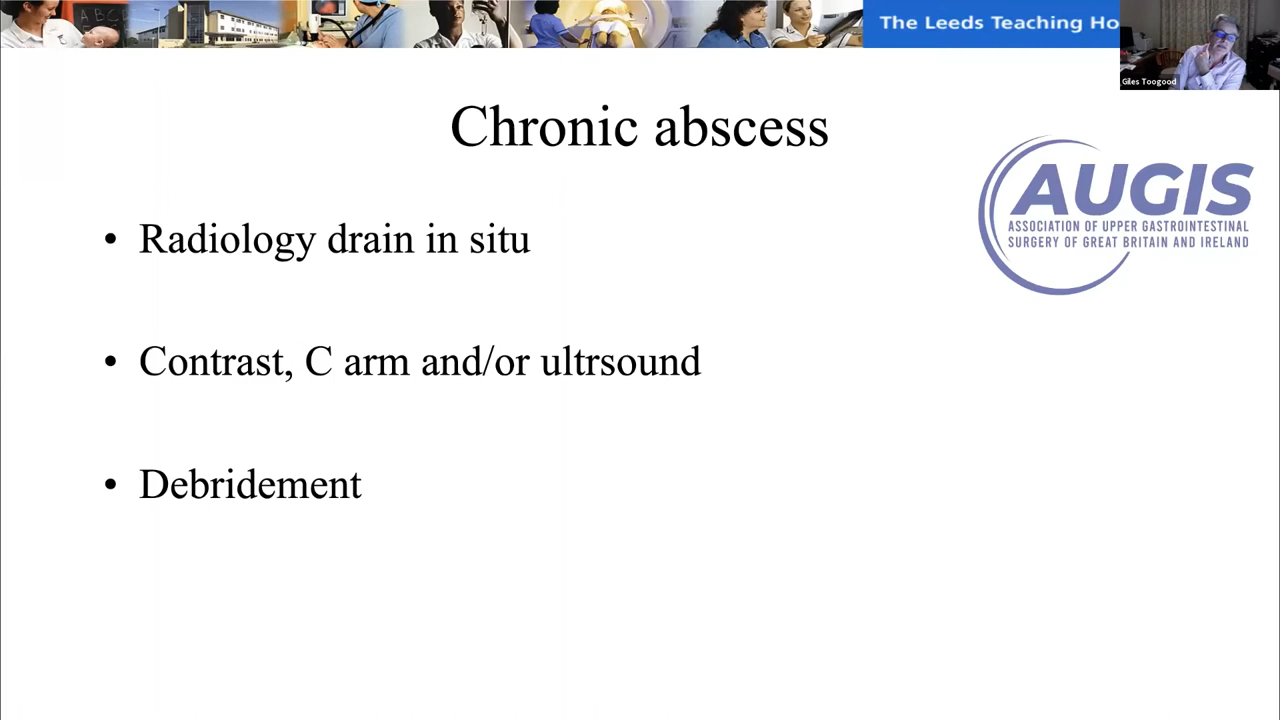 ABC
The Leeds Teaching Ho
Giles Toogood
Chronic abscess
AUGIS
ASSOCIATION OF UPPER GASTROINTESTINAL
SURGERY OF GREAT BRITAIN AND IRELAND
• Radiology drain in situ
• Contrast, C arm and/or ultrsound
• Debridement